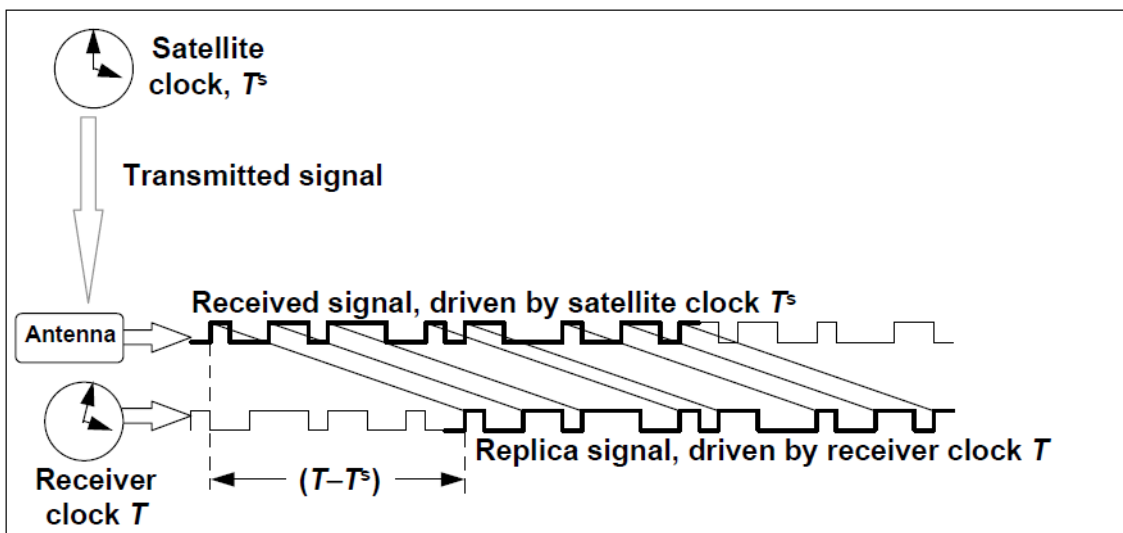 Satellite
clock, Tˢ
Transmitted signal
Received signal, driven by satellite clock Tˢ
Antenna
Replica signal, driven by receiver clock T
(T–Tˢ)
Receiver
clock T